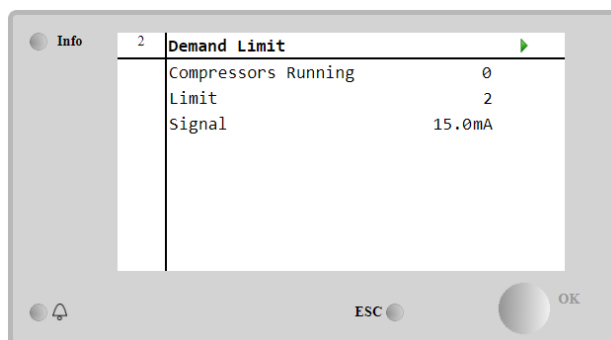 Info
2 Demand Limit
Compressors Running 0
Limit 2
Signal 15.0mA
ESC OK